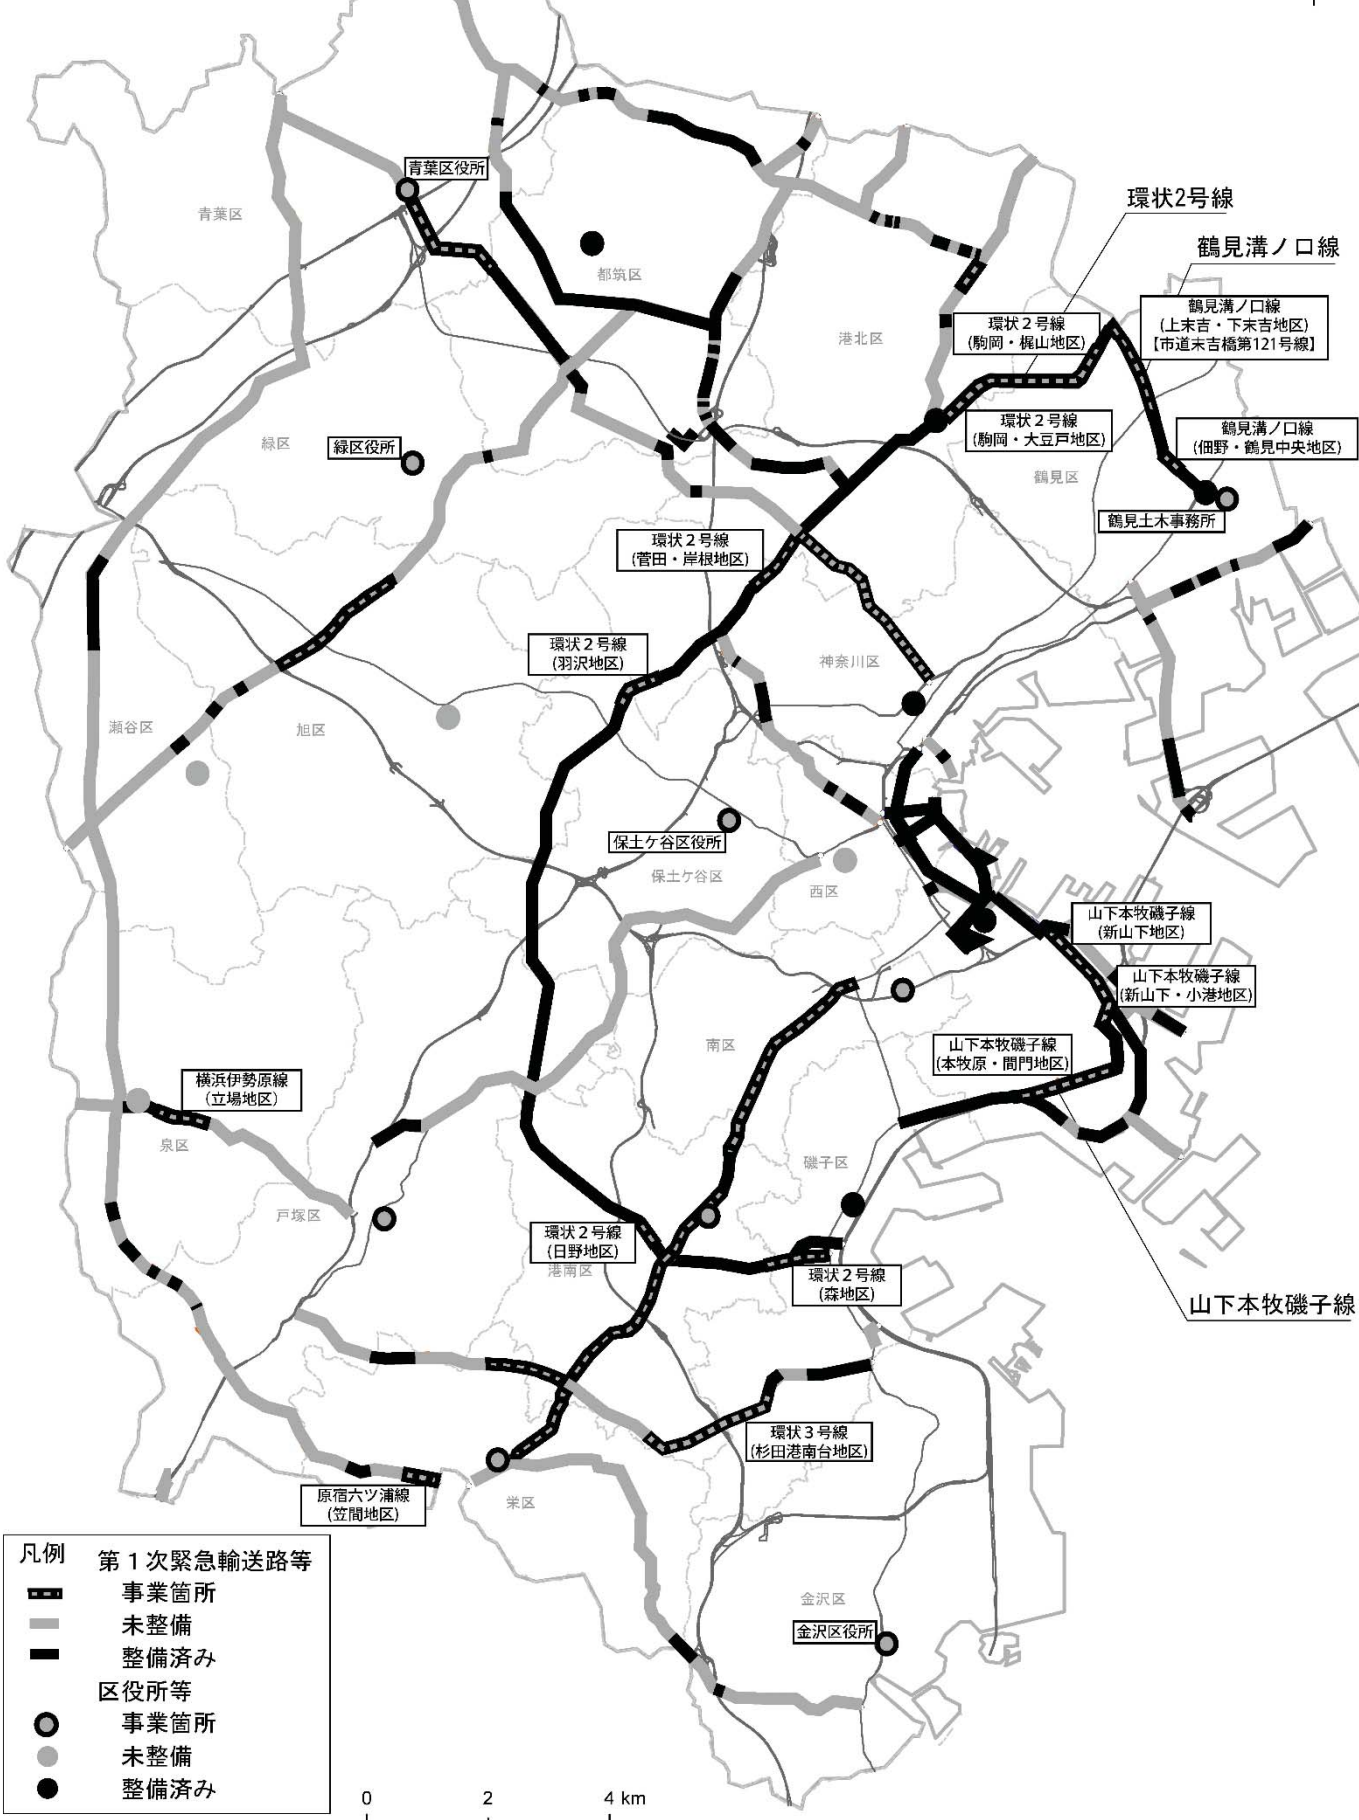 青葉区役所
環状2号線
青葉区
鶴見溝ノ口線
都筑区
鶴見溝ノ口線
(上末吉・下末吉地区)
【市道末吉橋第121号線】
環状２号線
(駒岡・梶山地区)
港北区
環状２号線
(駒岡・大豆戸地区)
鶴見溝ノ口線
(佃野・鶴見中央地区)
緑区
緑区役所
鶴見区
鶴見土木事務所
環状２号線
(菅田・岸根地区)
環状２号線
(羽沢地区)
神奈川区
瀬谷区
旭区
保土ケ谷区役所
保土ケ谷区
西区
山下本牧磯子線
(新山下地区)
山下本牧磯子線
(新山下・小港地区)
南区
山下本牧磯子線
(本牧原・間門地区)
横浜伊勢原線
(立場地区)
泉区
磯子区
戸塚区
環状２号線
(日野地区)
港南区
環状２号線
(森地区)
山下本牧磯子線
環状３号線
(杉田港南台地区)
原宿六ツ浦線
(笠間地区)
栄区
金沢区
金沢区役所
凡例
第１次緊急輸送路等
事業箇所
未整備
整備済み
区役所等
事業箇所
未整備
整備済み
0 2 4 km